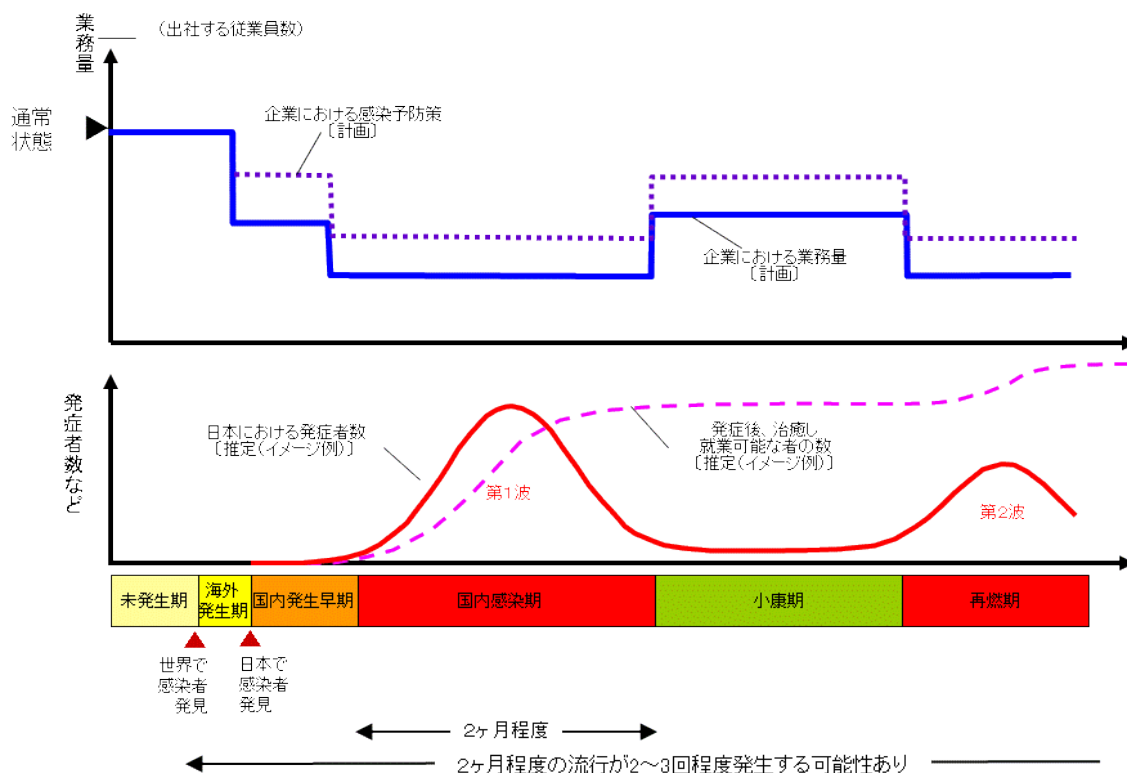 業務量
（出社する従業員数）
通常
状態
企業における感染予防策
〔計画〕
企業における業務量
〔計画〕
発症者数など
日本における発症者数
〔推定（イメージ例）〕
発症後、治癒し
就業可能な者の数
〔推定（イメージ例）〕
第1波
第2波
未発生期
海外
発生期
国内発生早期
国内感染期
小康期
再燃期
世界で
感染者
発見
日本で
感染者
発見
2ヶ月程度
2ヶ月程度の流行が2～3回程度発生する可能性あり